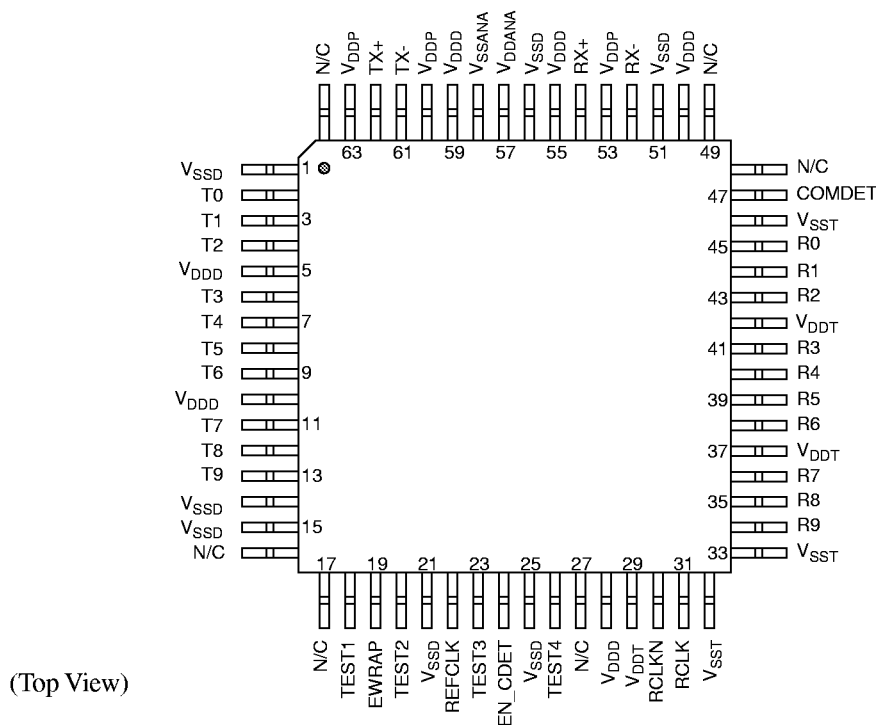 N/C VDDP TX+ TX- VDDP VDDD VSSANA VDDANA VSSD VDDD RX+ VDDP RX- VSSD VDDD N/C
63 61 59 57 55 53 51 49
VSSD 1 N/C
T0 47 COMDET
T1 3 VSST
T2 45 R0
VDDD 5 R1
T3 43 R2
T4 7 VDDT
T5 41 R3
T6 9 R4
VDDD 39 R5
T7 11 R6
T8 37 VDDT
T9 13 R7
VSSD 35 R8
VSSD 15 R9
N/C 33 VSST
17 19 21 23 25 27 29 31
N/C TEST1 EWRAP TEST2 VSSD REFCLK TEST3 EN_CDET VSSD TEST4 N/C VDDD VDDT RCLKN RCLK VSST
(Top View)